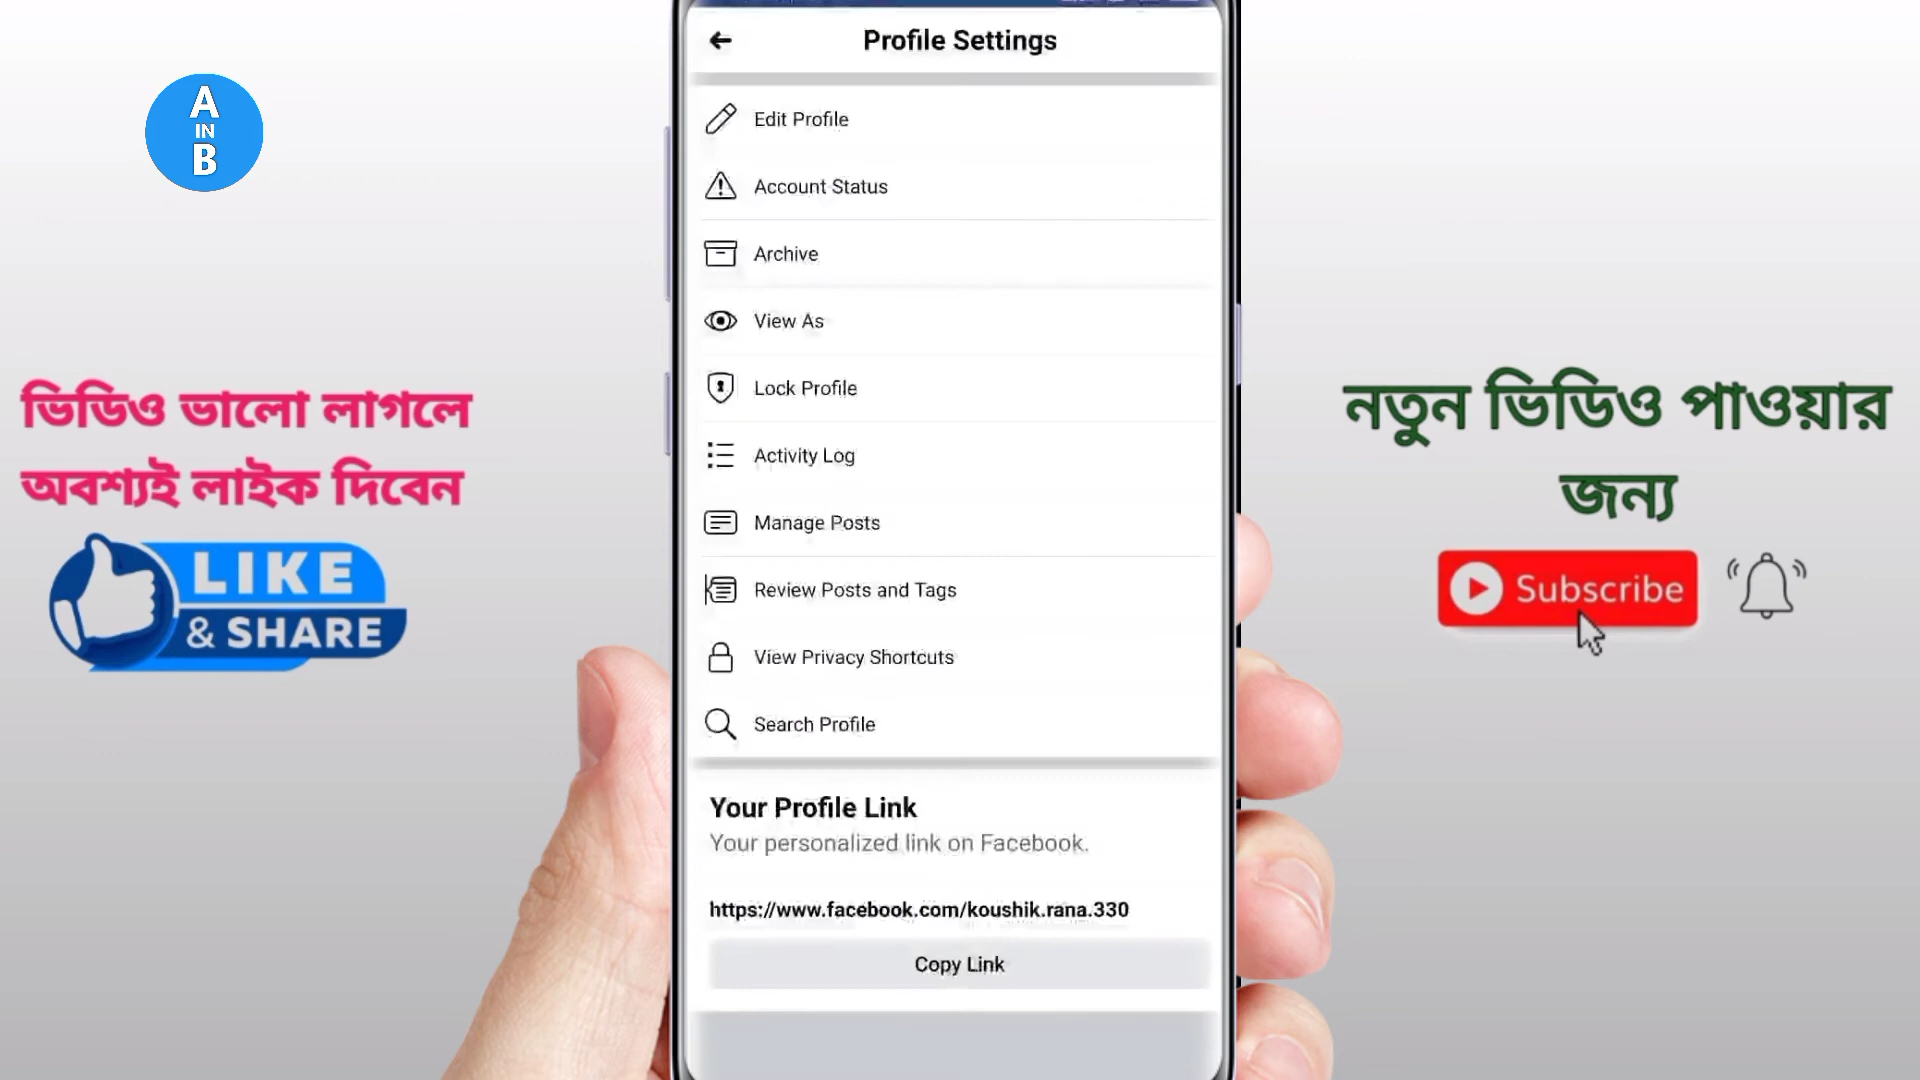 Profile Settings
A
IN
B
Edit Profile
Account Status
Archive
View As
Lock Profile
Activity Log
Manage Posts
Review Posts and Tags
View Privacy Shortcuts
Search Profile
Your Profile Link
Your personalized link on Facebook.
https://www.facebook.com/koushik.rana.330
Copy Link
ভিডিও ভালো লাগলে
অবশ্যই লাইক দিবেন
LIKE
& SHARE
নতুন ভিডিও পাওয়ার
জন্য
Subscribe